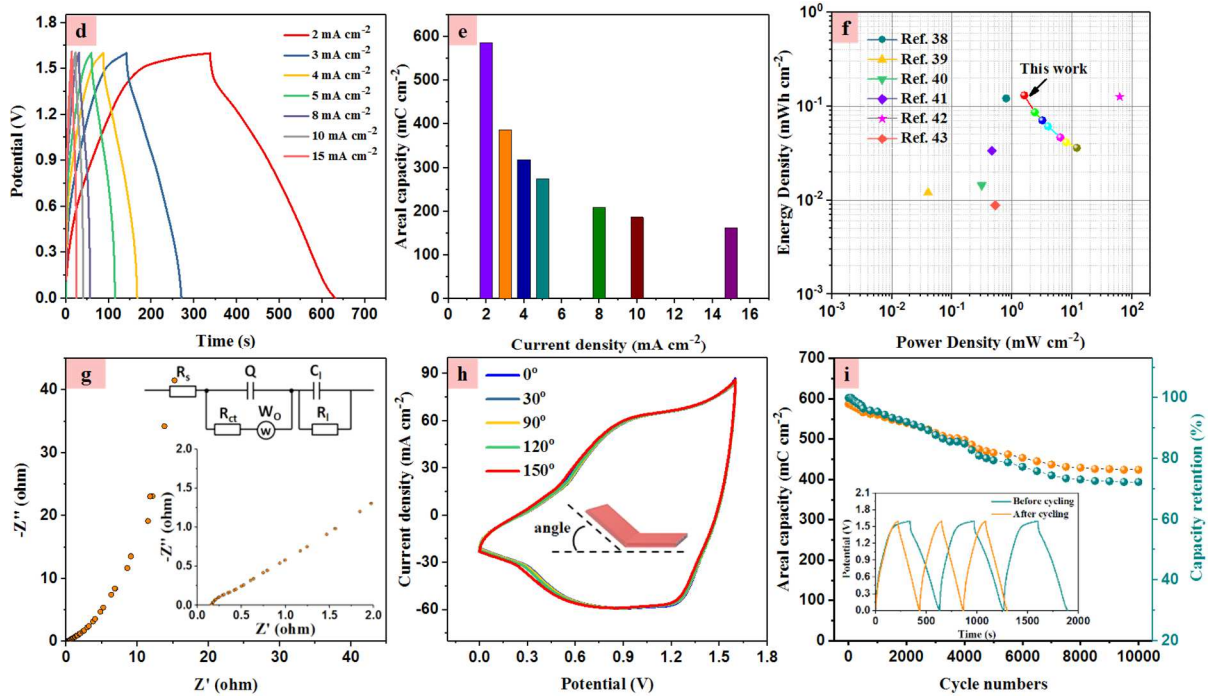 d
1.8
1.5
1.2
0.9
0.6
0.3
0.0
Potential (V)
2 mA cm⁻²
3 mA cm⁻²
4 mA cm⁻²
5 mA cm⁻²
8 mA cm⁻²
10 mA cm⁻²
15 mA cm⁻²
0 100 200 300 400 500 600 700
Time (s)
e
600
500
400
300
200
100
0
Areal capacity (mC cm⁻²)
0 2 4 6 8 10 12 14 16
Current density (mA cm⁻²)
f
10⁰
10⁻¹
10⁻²
10⁻³
Energy Density (mWh cm⁻²)
Ref. 38
Ref. 39
Ref. 40
Ref. 41
Ref. 42
Ref. 43
This work
10⁻³ 10⁻² 10⁻¹ 10⁰ 10¹ 10²
Power Density (mW cm⁻²)
g
40
30
20
10
0
-Z'' (ohm)
Rs Q Cl
Rct Wo Rl
W
1.5
1.0
0.5
0.0
-Z'' (ohm)
0.0 0.5 1.0 1.5 2.0
Z' (ohm)
0 10 20 30 40
Z' (ohm)
h
90
60
30
0
-30
-60
-90
Current density (mA cm⁻²)
0º
30º
90º
120º
150º
angle
0.0 0.3 0.6 0.9 1.2 1.5 1.8
Potential (V)
i
700
600
500
400
300
200
100
0
Areal capacity (mC cm⁻²)
100
80
60
40
20
Capacity retention (%)
Before cycling
After cycling
2.1
1.8
1.5
1.2
0.9
0.6
0.3
0.0
Potential (V)
0 500 1000 1500 2000
Time (s)
0 2000 4000 6000 8000 10000
Cycle numbers